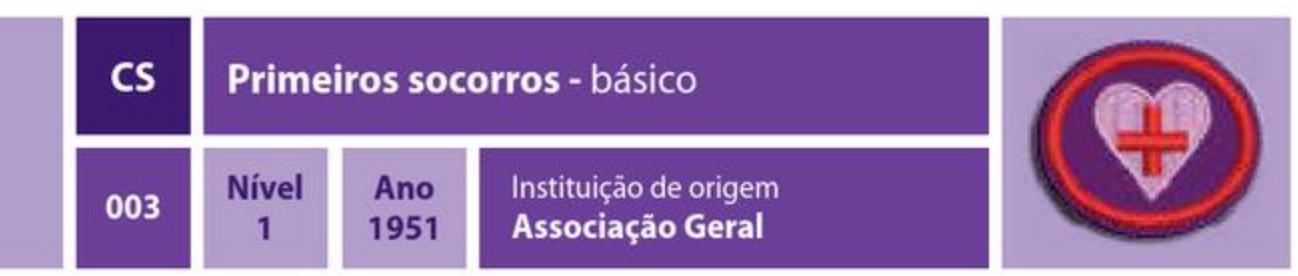 CS
Primeiros socorros - básico
003
Nível
1
Ano
1951
Instituição de origem
Associação Geral